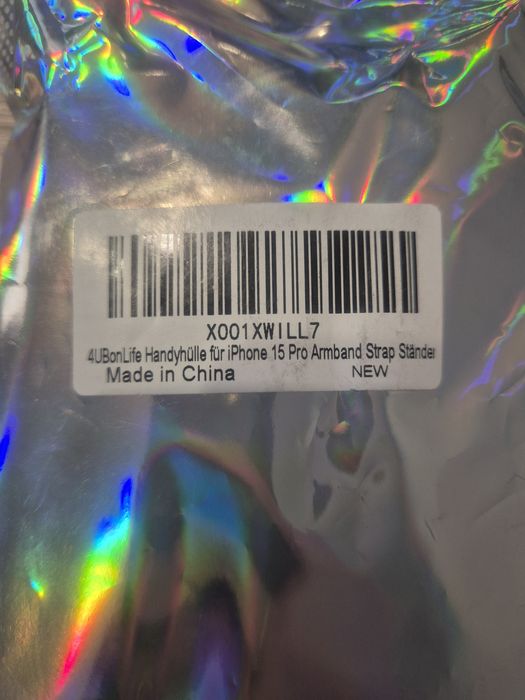 X001XWILL7
4UBonLife Handyhülle für iPhone 15 Pro Armband Strap Ständer
Made in China NEW